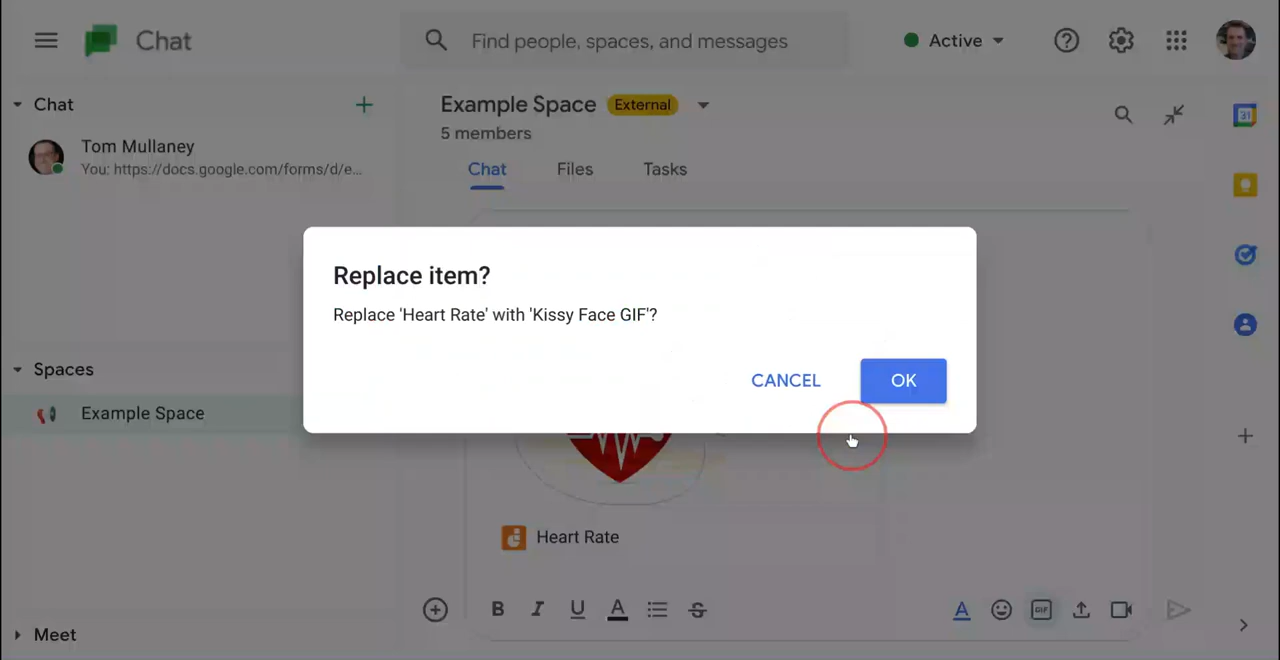 Chat
Find people, spaces, and messages
Active
Chat
Tom Mullaney
You: https://docs.google.com/forms/d/e...
Spaces
Example Space
Meet
Example Space
External
5 members
Chat
Files
Tasks
31
Replace item?
Replace 'Heart Rate' with 'Kissy Face GIF'?
CANCEL
OK
Heart Rate
B
I
U
A
S
A
GIF